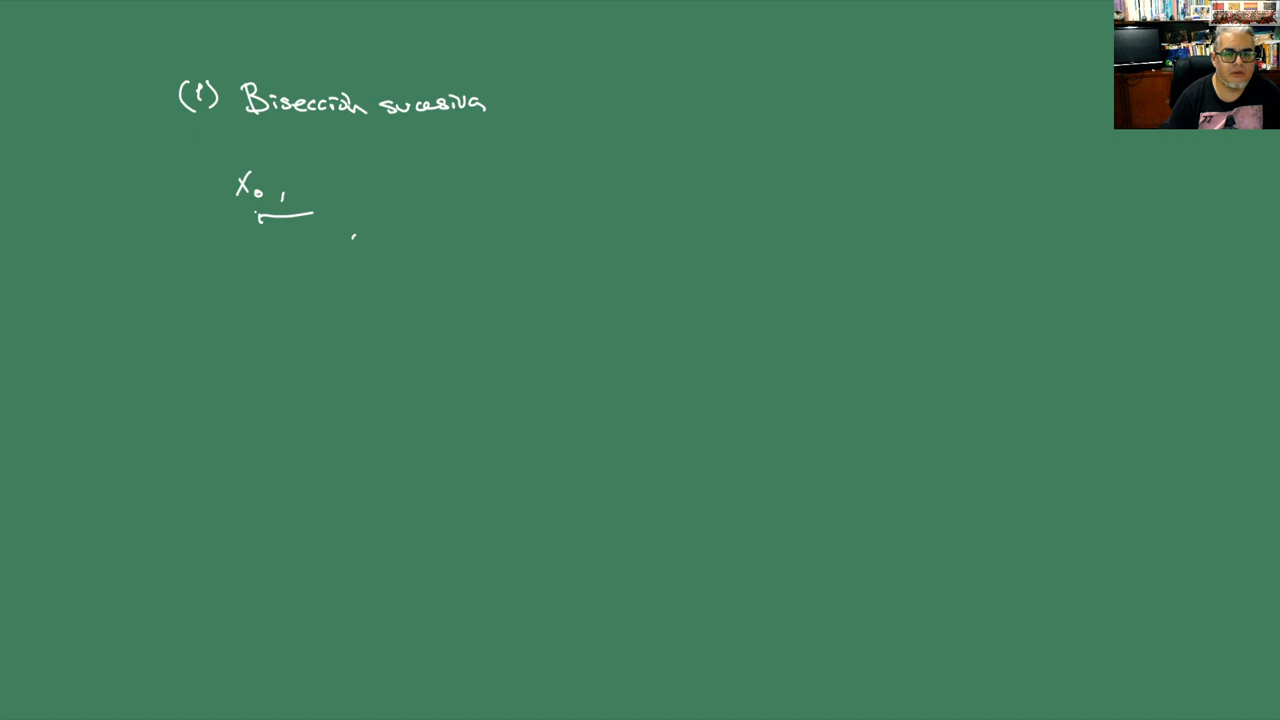 (1) Bisección sucesiva
x₀ ,